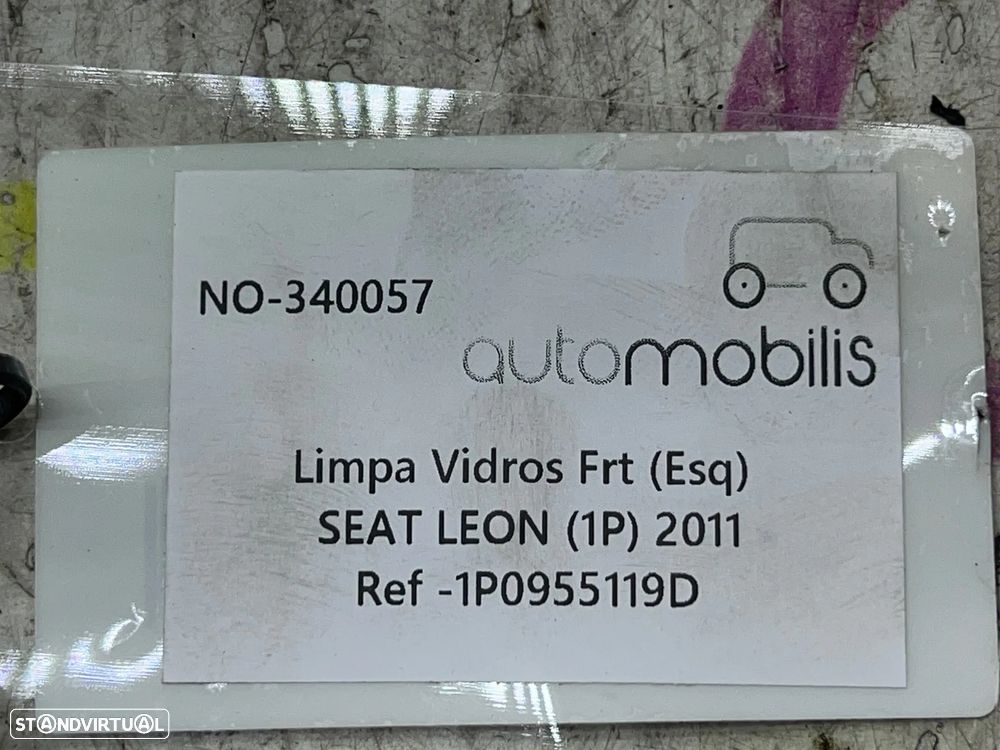 NO-340057
automobilis
Limpa Vidros Frt (Esq)
SEAT LEON (1P) 2011
Ref -1P0955119D
STANDVIRTUAL